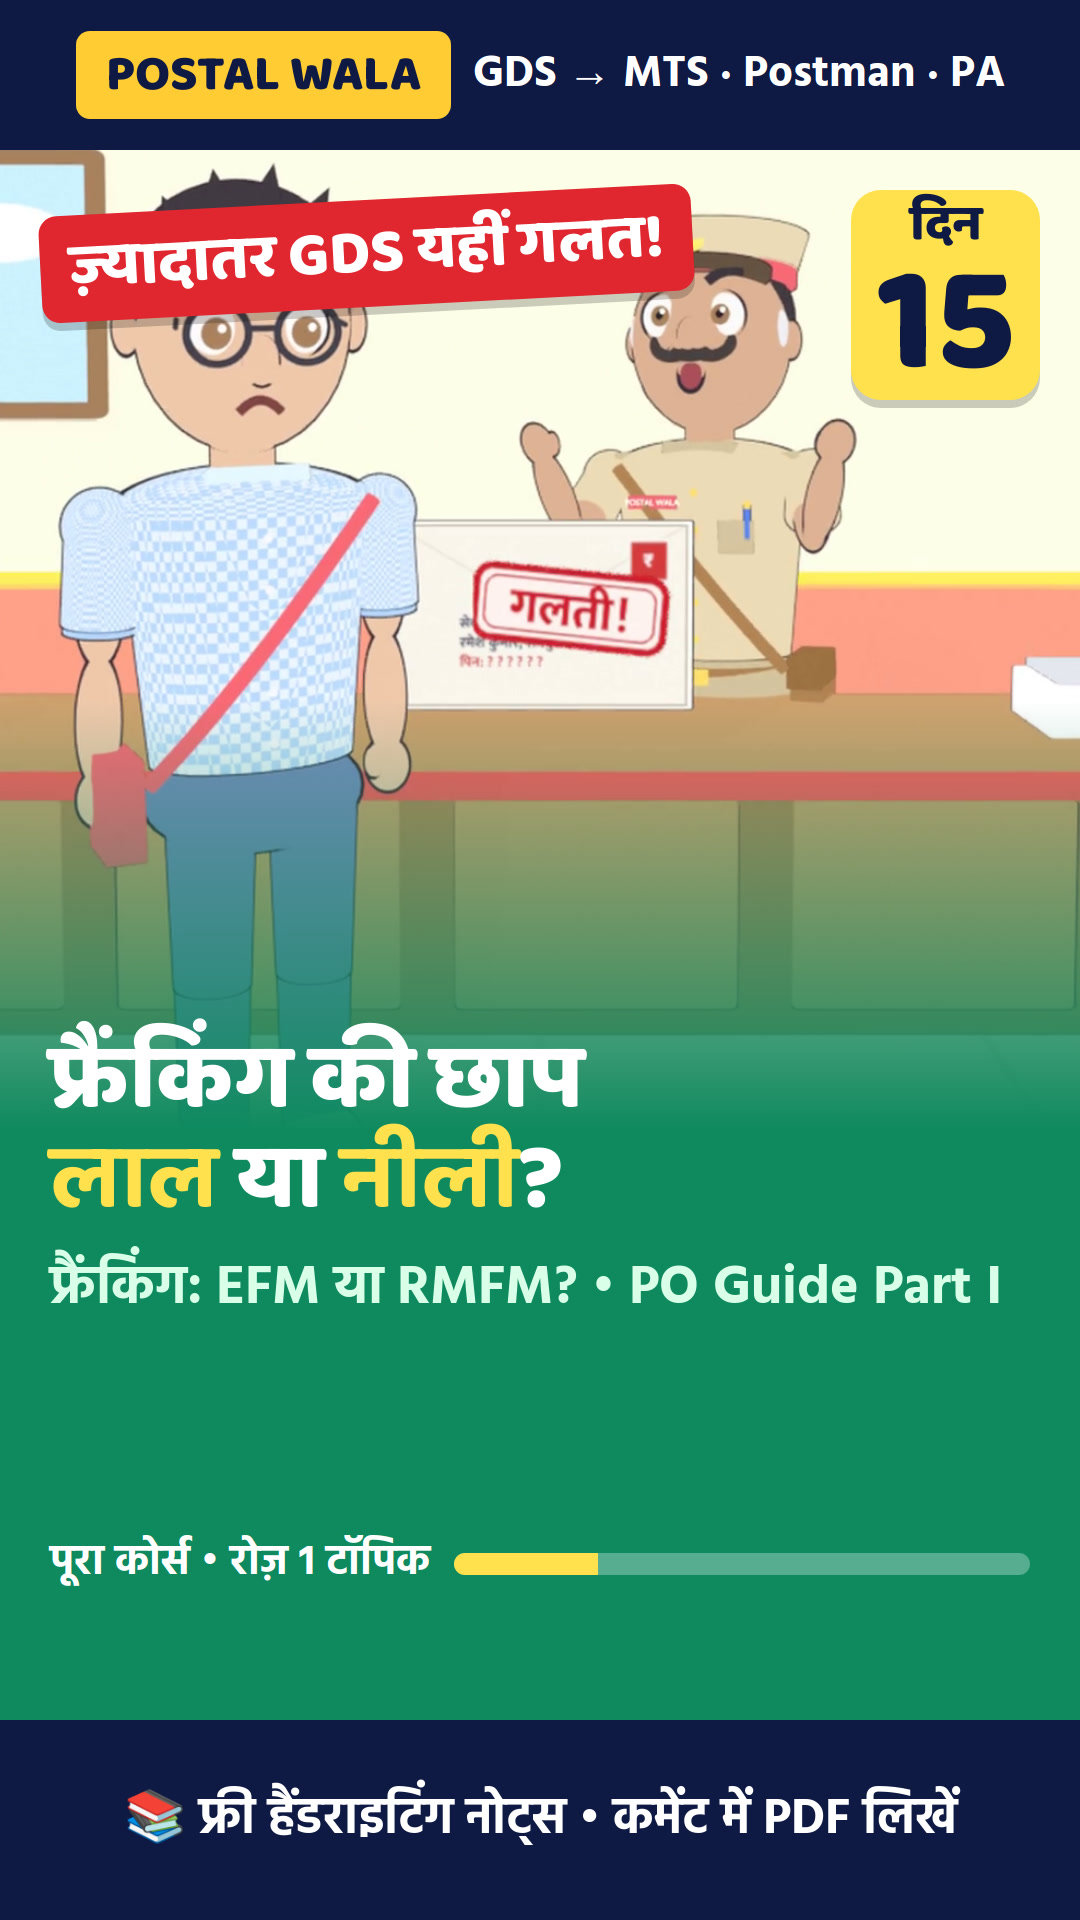 POSTAL WALA
GDS → MTS · Postman · PA
ज़्यादातर GDS यहीं गलत!
दिन
15
POSTAL WALA
₹
गलती!
रमेश कुमार,
पिन: ? ? ? ? ? ?
फ्रैंकिंग की छाप
लाल या नीली?
फ्रैंकिंग: EFM या RMFM? • PO Guide Part I
पूरा कोर्स • रोज़ 1 टॉपिक
📚 फ्री हैंडराइटिंग नोट्स • कमेंट में PDF लिखें